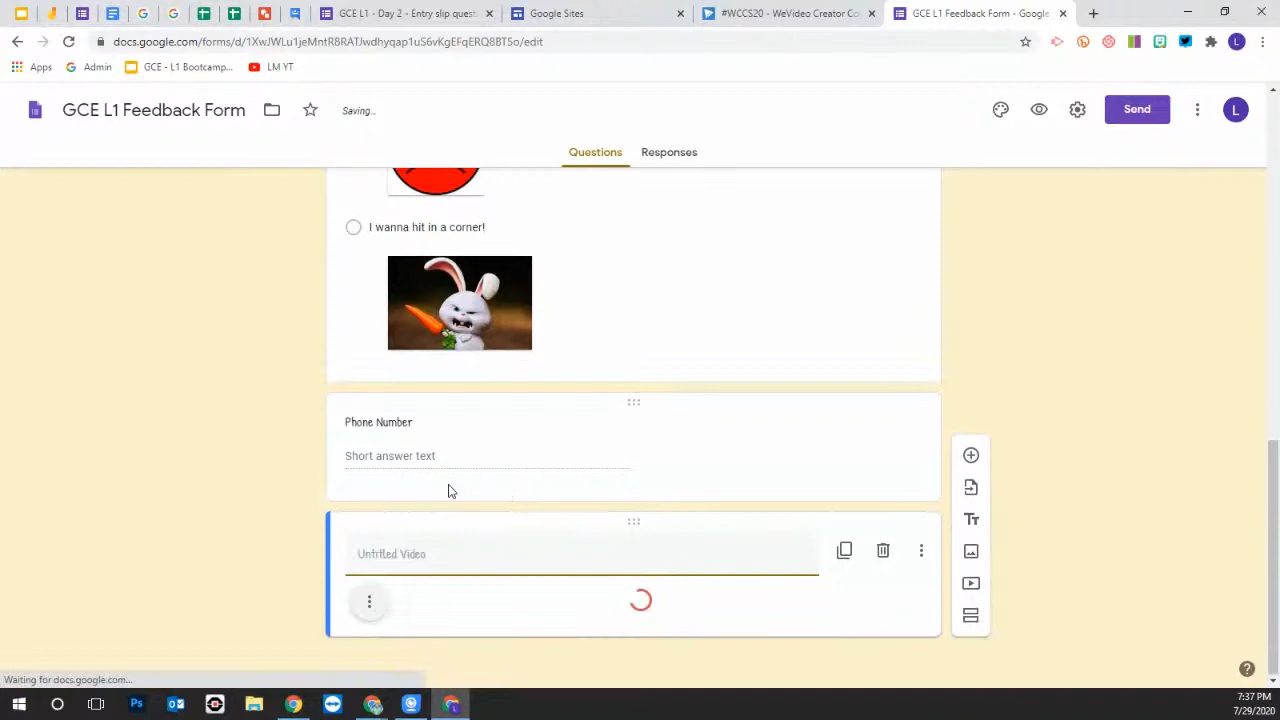 GCE L1 - Day 2 - Entry slip quest
Google Sites
#WCCS20 - WeVideo Creator Co
GCE L1 Feedback Form - Google
docs.google.com/forms/d/1XwJWLu1jeMntR8RATJwdhyqap1uS6vKgEFqERQ8BT5o/edit
L
Apps
Admin
GCE - L1 Bootcamp...
LM YT
GCE L1 Feedback Form
Saving...
Send
L
Questions
Responses
I wanna hit in a corner!
Phone Number
Short answer text
Untitled Video
Tт
Waiting for docs.google.com...
Ps
7:37 PM
7/29/2020